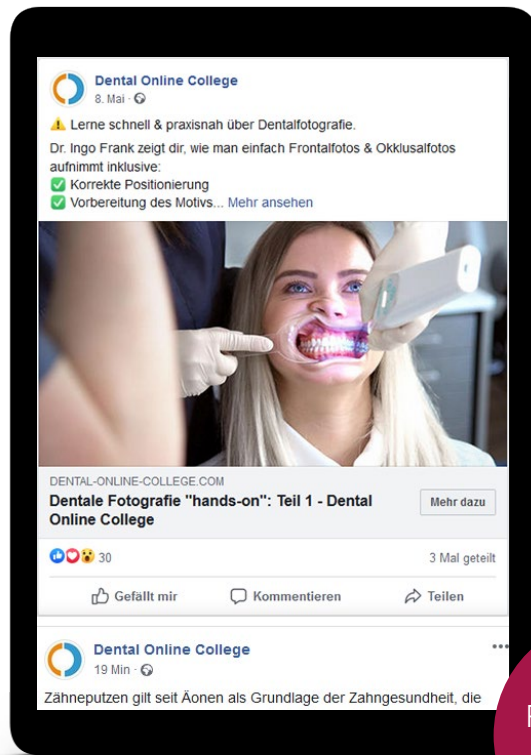 Dental Online College
8. Mai ·
Lerne schnell & praxisnah über Dentalfotografie.
Dr. Ingo Frank zeigt dir, wie man einfach Frontalfotos & Okklusalfotos
aufnimmt inklusive:
Korrekte Positionierung
Vorbereitung des Motivs... Mehr ansehen
DENTAL-ONLINE-COLLEGE.COM
Dentale Fotografie "hands-on": Teil 1 - Dental
Online College
Mehr dazu
30
3 Mal geteilt
Gefällt mir
Kommentieren
Teilen
Dental Online College
19 Min ·
Zähneputzen gilt seit Äonen als Grundlage der Zahngesundheit, die